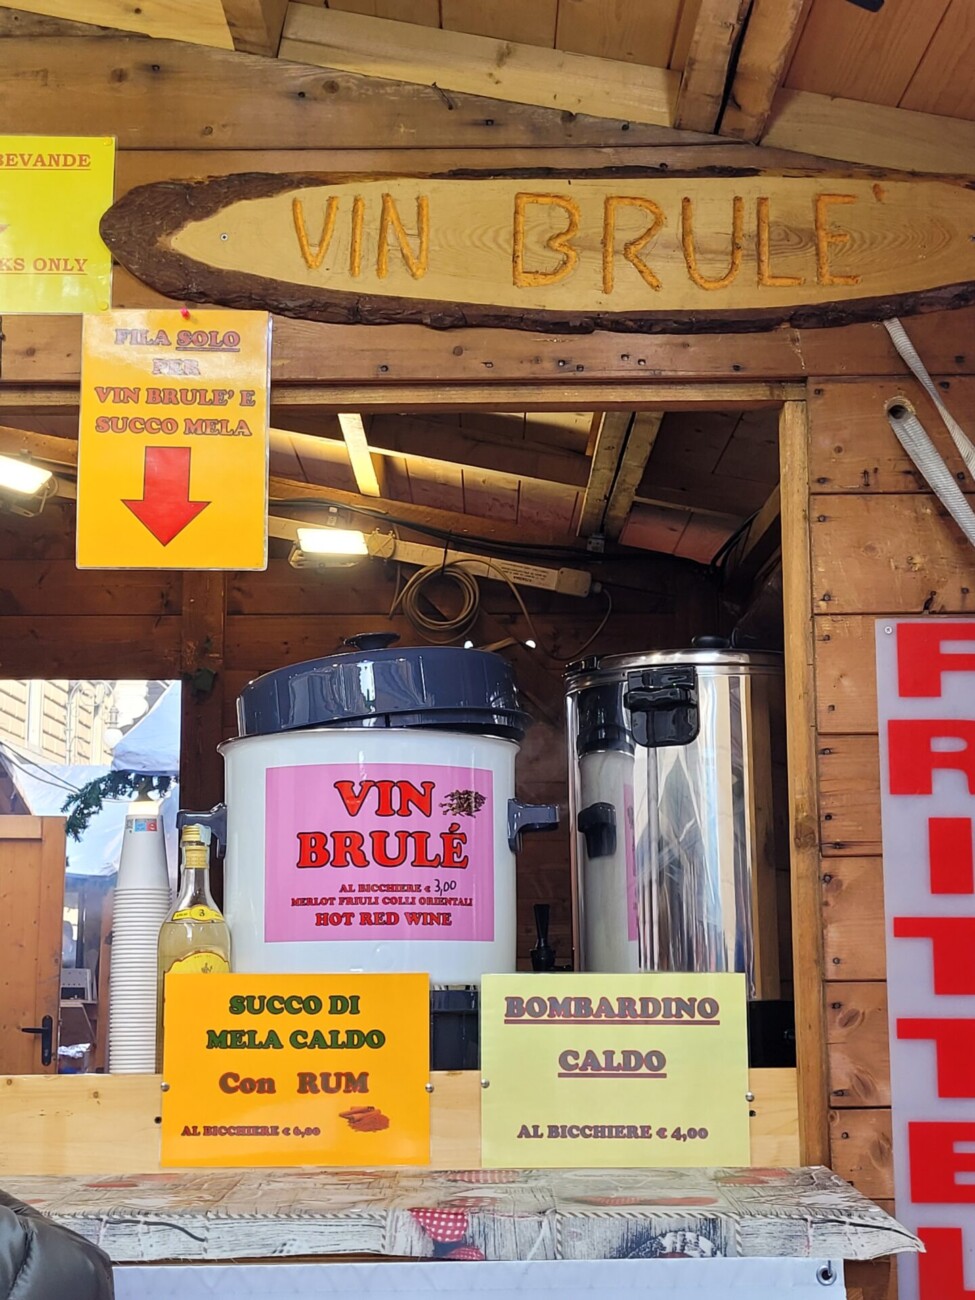 BEVANDE
KS ONLY
VIN BRULE'
FILA SOLO
PER
VIN BRULE' E
SUCCO MELA
VIN
BRULÉ
AL BICCHIERE € 3,00
MERLOT FRIULI COLLI ORIENTALI
HOT RED WINE
SUCCO DI
MELA CALDO
Con RUM
AL BICCHIERE € 6,00
BOMBARDINO
CALDO
AL BICCHIERE € 4,00
F
R
I
T
T
E
L